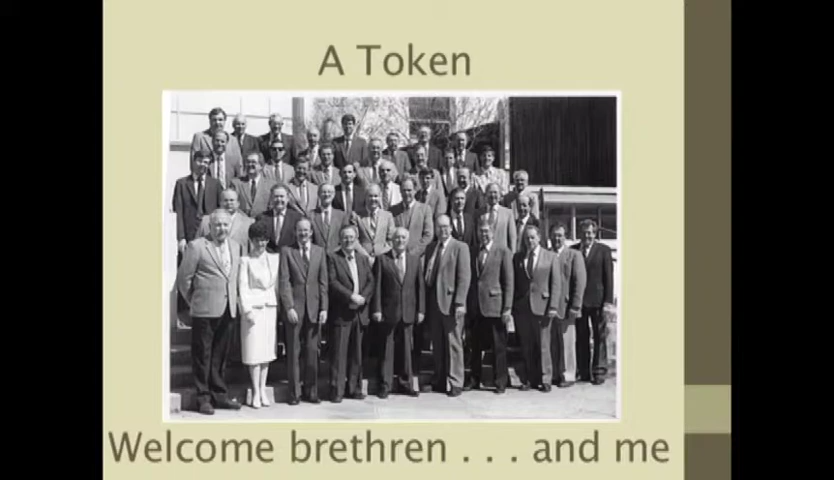 A Token
Welcome brethren . . . and me